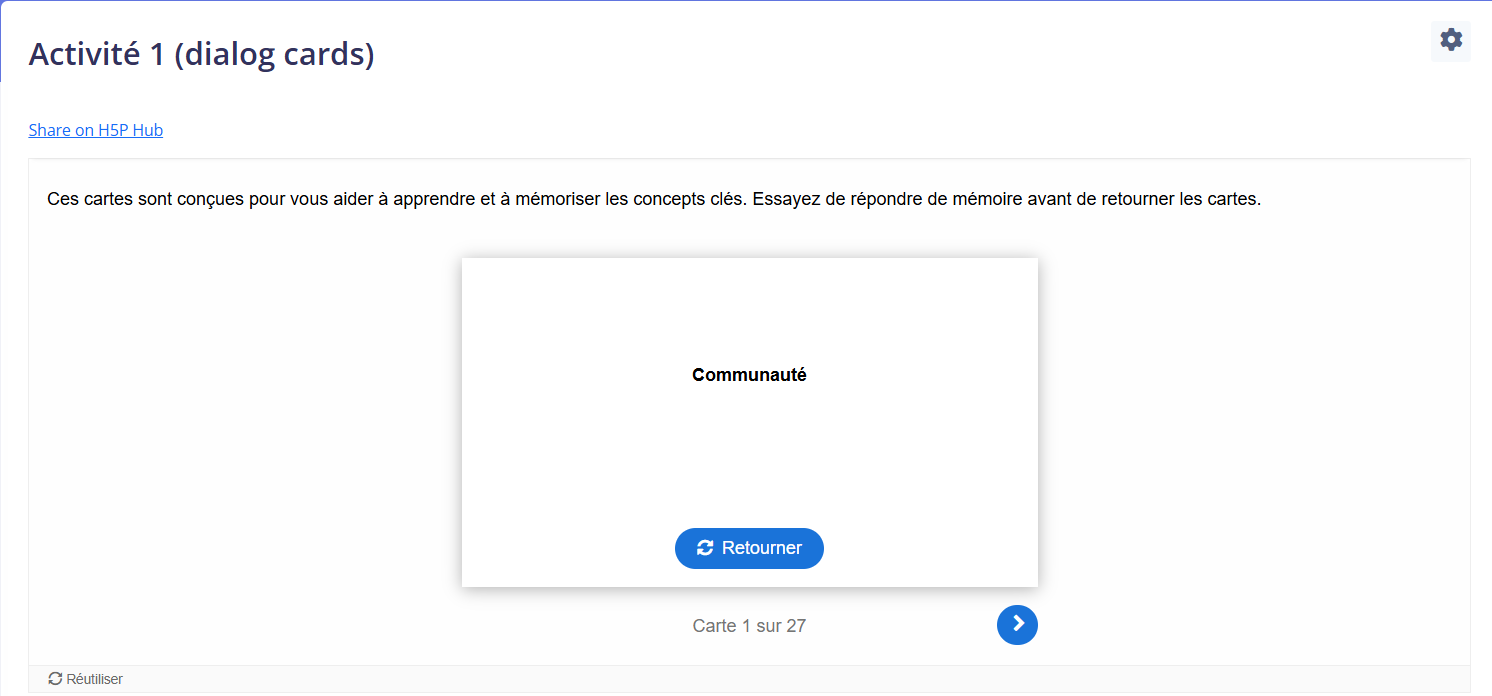 Activité 1 (dialog cards)
Share on H5P Hub
Ces cartes sont conçues pour vous aider à apprendre et à mémoriser les concepts clés. Essayez de répondre de mémoire avant de retourner les cartes.
Communauté
Retourner
Carte 1 sur 27
Réutiliser